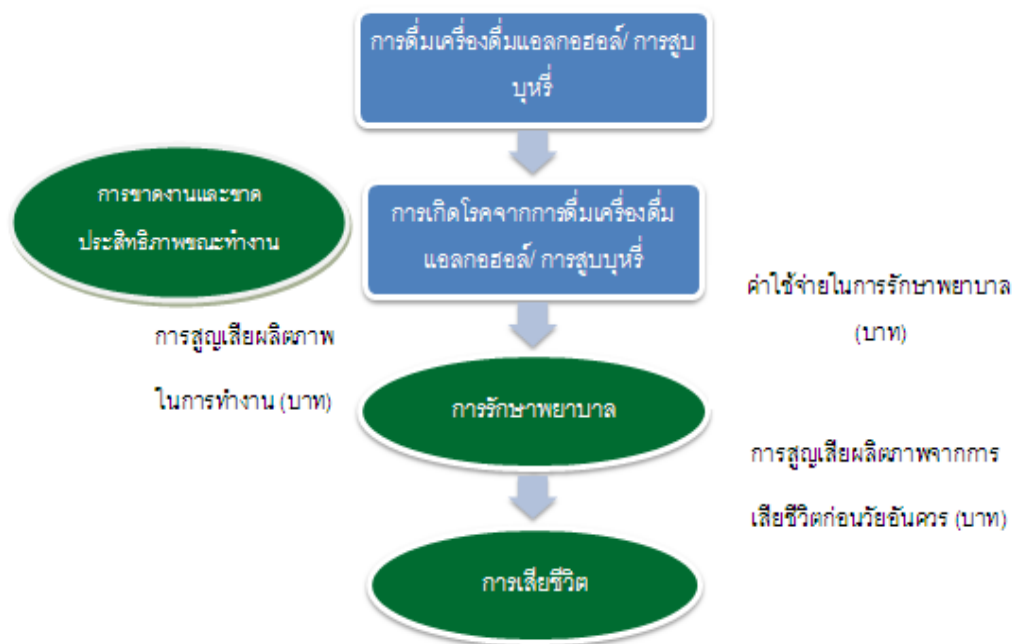 การดื่มเครื่องดื่มแอลกอฮอล์/ การสูบ
บุหรี่
การขาดงานและขาด
ประสิทธิภาพขณะทำงาน
การเกิดโรคจากการดื่มเครื่องดื่ม
แอลกอฮอล์/ การสูบบุหรี่
ค่าใช้จ่ายในการรักษาพยาบาล
(บาท)
การสูญเสียผลิตภาพ
ในการทำงาน (บาท)
การรักษาพยาบาล
การสูญเสียผลิตภาพจากการ
เสียชีวิตก่อนวัยอันควร (บาท)
การเสียชีวิต